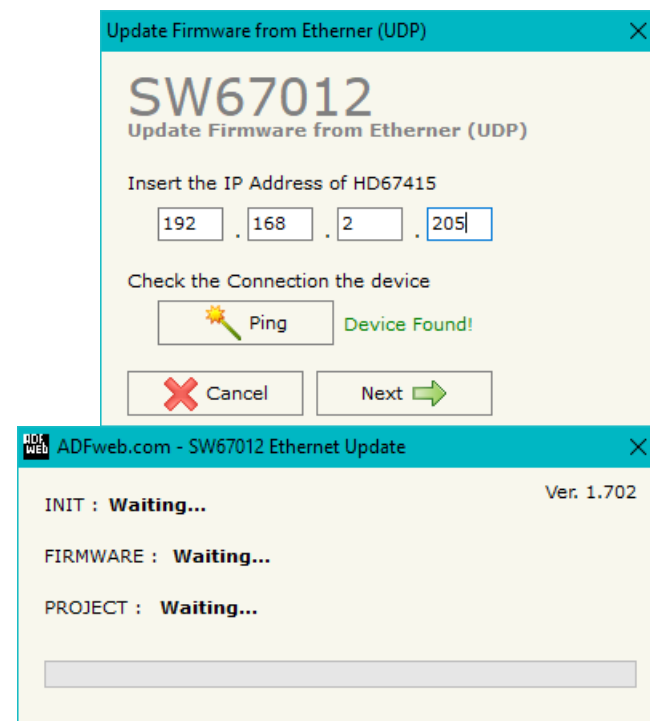 Update Firmware from Etherner (UDP)
SW67012
Update Firmware from Etherner (UDP)
Insert the IP Address of HD67415
192 . 168 . 2 . 205
Check the Connection the device
Ping Device Found!
Cancel Next
ADF web ADFweb.com - SW67012 Ethernet Update
Ver. 1.702
INIT : Waiting...
FIRMWARE : Waiting...
PROJECT : Waiting...